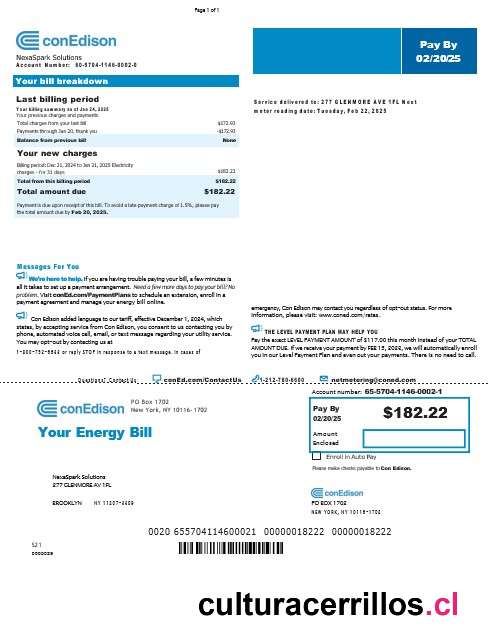 Page 1 of 1
conEdison
NexaSpark Solutions
Account Number: 65-5704-1146-0002-0
Pay By
02/20/25
Your bill breakdown
Last billing period
Your billing summary as of Jan 24, 2025
Your previous charges and payments
Total charges from your last bill $172.93
Payments through Jan 20, thank you -$172.93
Balance from previous bill None
Your new charges
Billing period: Dec 21, 2024 to Jan 21, 2025 Electricity
charges - for 31 days $182.22
Total from this billing period $182.22
Total amount due $182.22
Payment is due upon receipt of this bill. To avoid a late payment charge of 1.5%, please pay
the total amount due by Feb 20, 2025.
Service delivered to: 277 GLENMORE AVE 1FL Next
meter reading date: Tuesday, Feb 22, 2025
Messages For You
We're here to help. If you are having trouble paying your bill, a few minutes is
all it takes to set up a payment arrangement. Need a few more days to pay your bill? No
problem. Visit conEd.com/PaymentPlans to schedule an extension, enroll in a
payment agreement and manage your energy bill online.
Con Edison added language to our tariff, effective December 1, 2024, which
states, by accepting service from Con Edison, you consent to us contacting you by
phone, automated voice call, email, or text message regarding your utility service.
You may opt-out by contacting us at
or reply STOP in response to a text message. In cases of
emergency, Con Edison may contact you regardless of opt-out status. For more
information, please visit: www.coned.com/rates.
THE LEVEL PAYMENT PLAN MAY HELP YOU
Pay the exact LEVEL PAYMENT AMOUNT of $117.00 this month instead of your TOTAL
AMOUNT DUE. If we receive your payment by FEB 15, we will automatically enroll
you in our Level Payment Plan and even out your payments. There is no need to call.
Questions? Contact Us conEd.com/ContactUs 1-212-780-6600 netmetering@coned.com
Account number: 65-5704-1146-0002-1
conEdison
PO Box 1702
New York, NY 10116-1702
Your Energy Bill
Pay By
02/20/25
$182.22
Amount
Enclosed
Enroll in Auto Pay
Please make checks payable to Con Edison.
NexaSpark Solutions
277 GLENMORE AV 1FL
BROOKLYN NY 11207-6609
conEdison
PO BOX 1702
NEW YORK, NY 10116-1702
0020 655704114600021 00000018222 00000018222
521
culturacerrillos.cl